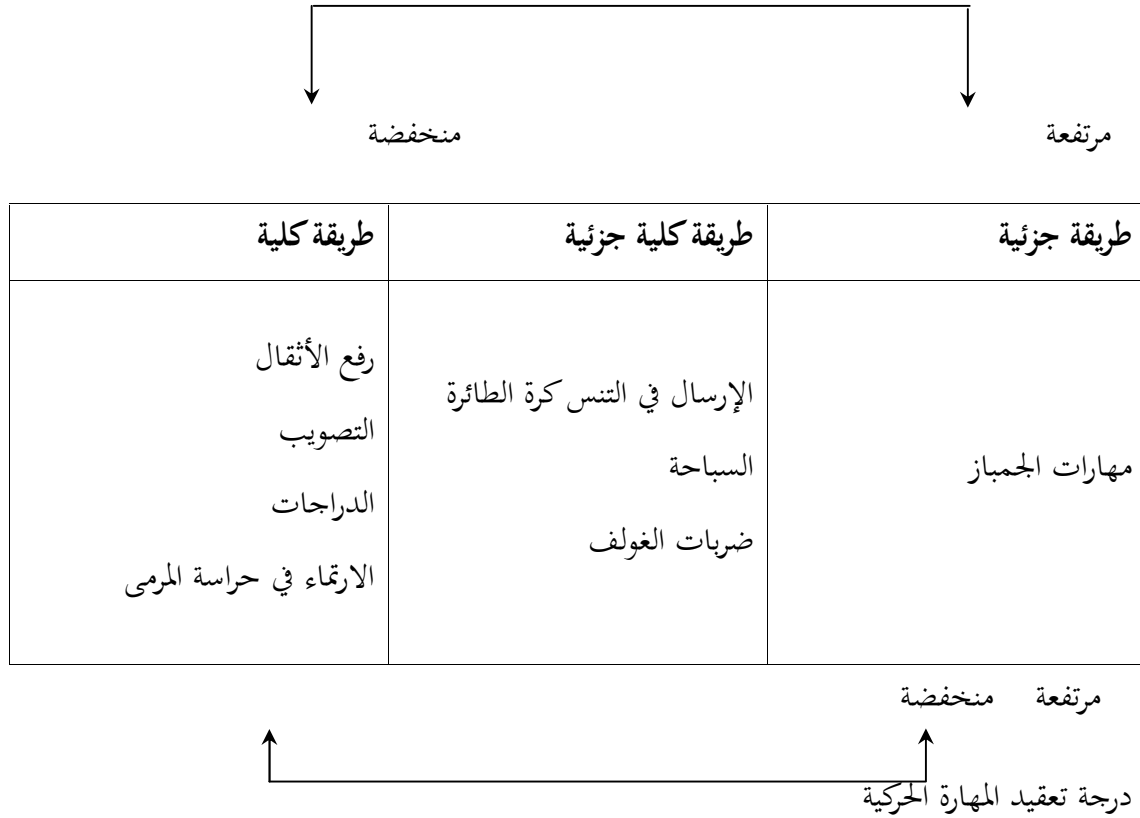 مرتفعة منخفضة
طريقة جزئية
طريقة كلية جزئية
طريقة كلية
مهارات الجمباز
الإرسال في التنس كرة الطائرة
السباحة
ضربات الغولف
رفع الأثقال
التصويب
الدراجات
الارتماء في حراسة المرمى
مرتفعة منخفضة
درجة تعقيد المهارة الحركية